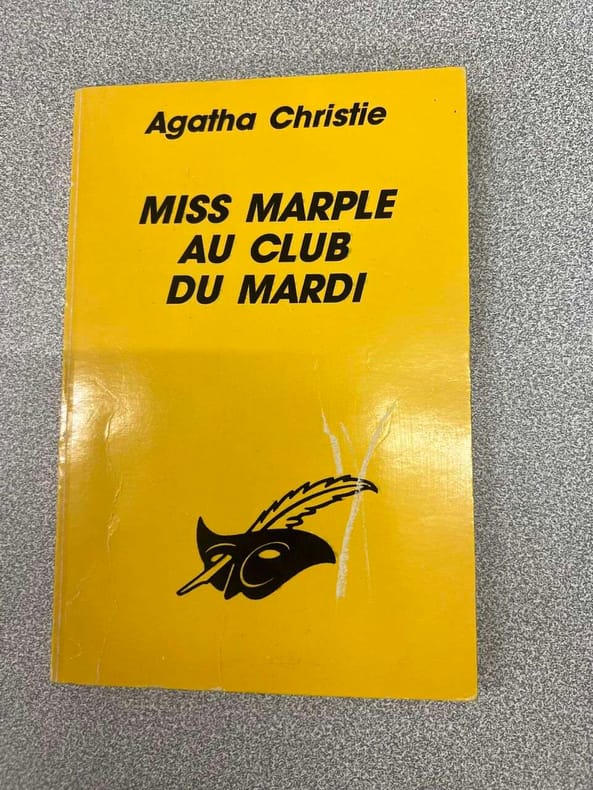 Agatha Christie
MISS MARPLE
AU CLUB
DU MARDI